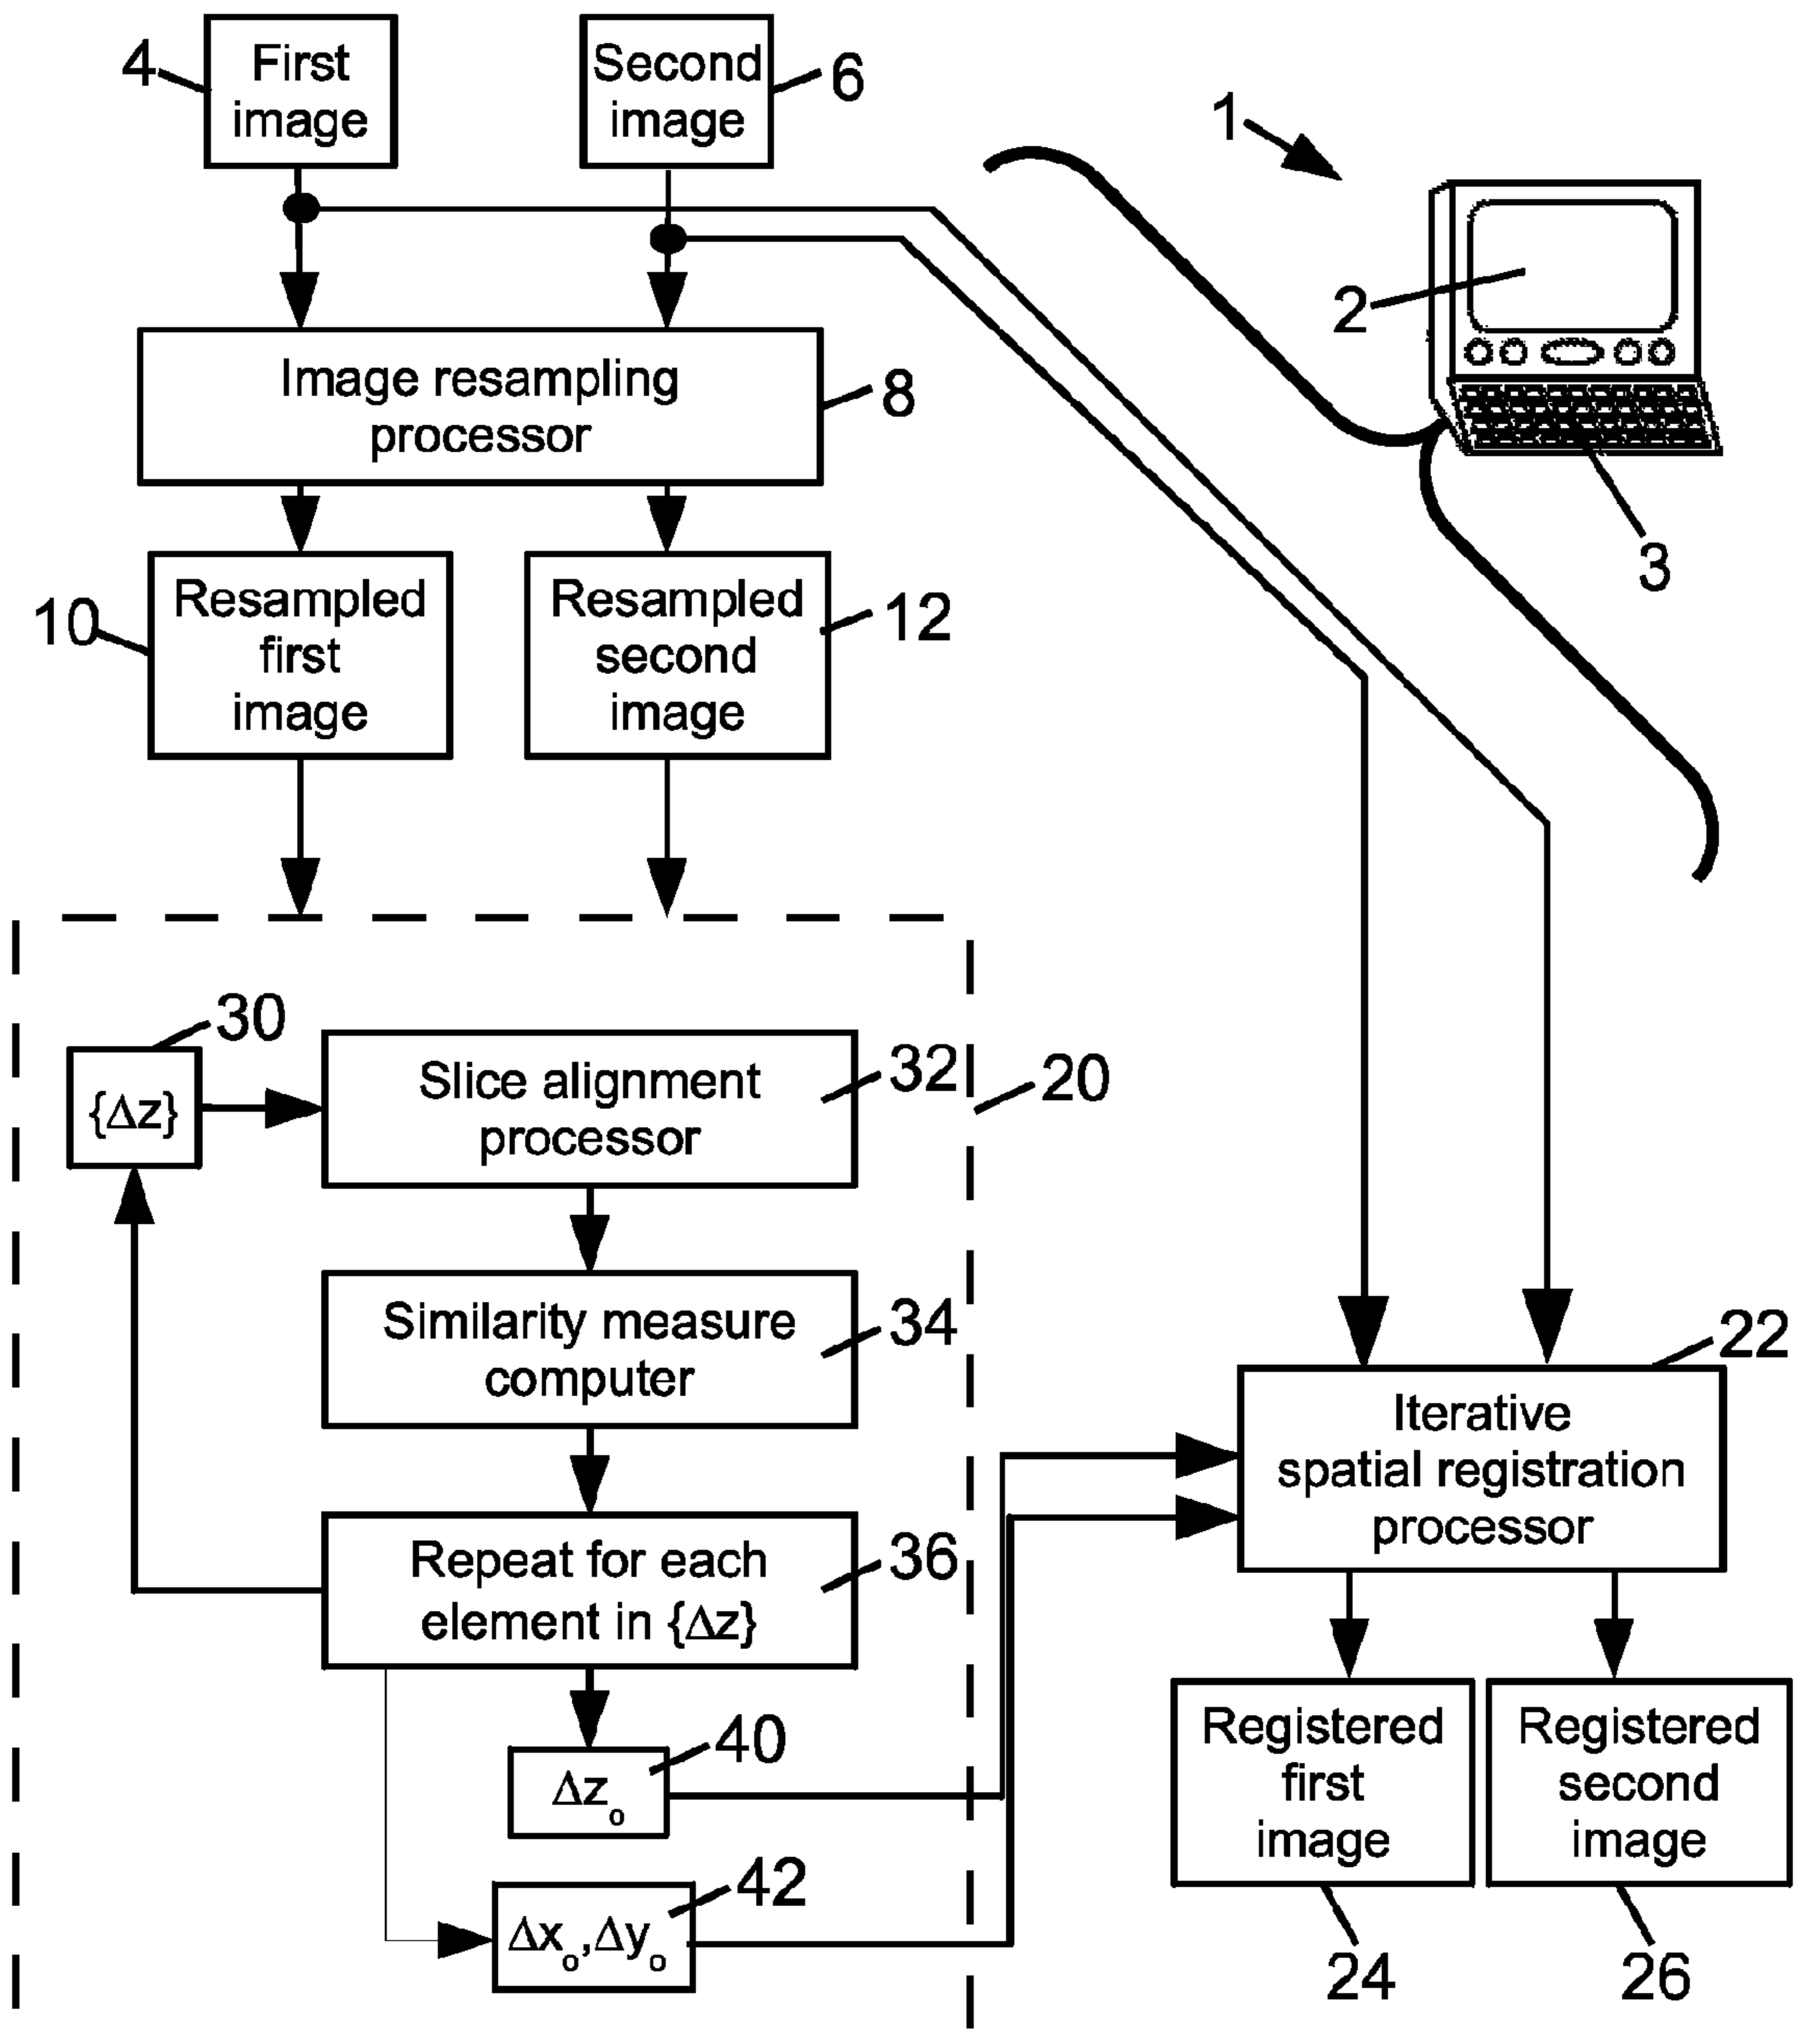 4
First
image
Second
image
6
1
2
3
Image resampling
processor
8
10
Resampled
first
image
Resampled
second
image
12
30
{Δz}
Slice alignment
processor
32
20
Similarity measure
computer
34
Repeat for each
element in {Δz}
36
40
Δzₒ
42
Δxₒ,Δyₒ
22
Iterative
spatial registration
processor
Registered
first
image
Registered
second
image
24
26